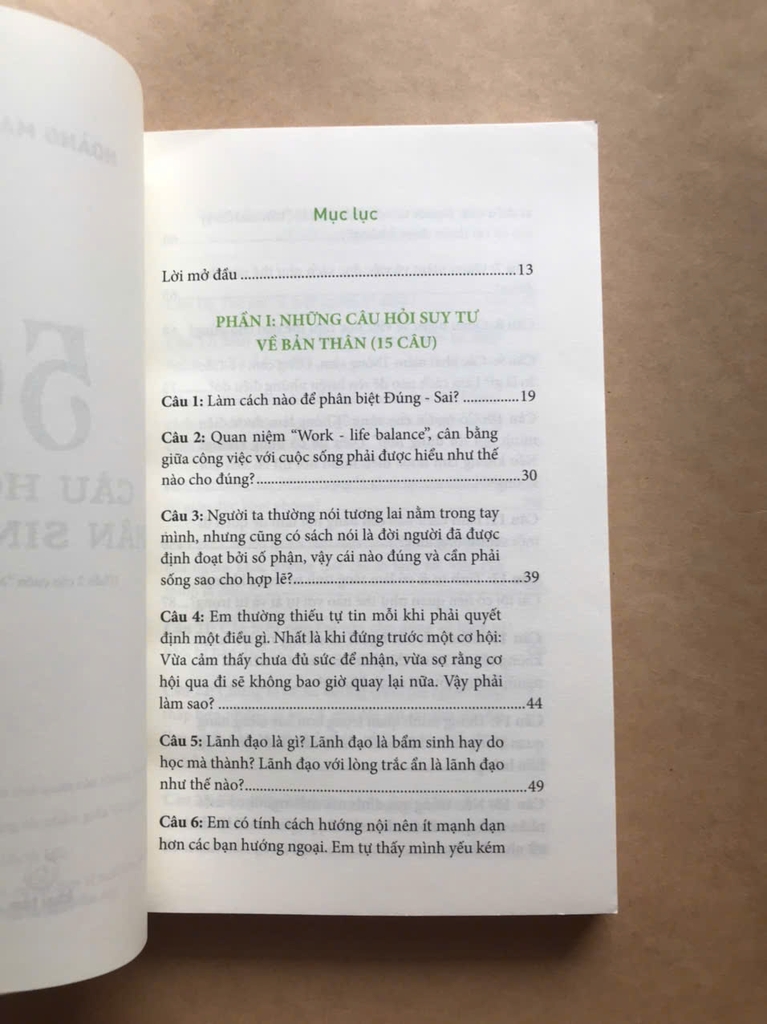 Mục lục
Lời mở đầu ..........................................................13
PHẦN I: NHỮNG CÂU HỎI SUY TƯ
VỀ BẢN THÂN (15 CÂU)
Câu 1: Làm cách nào để phân biệt Đúng - Sai? ..............19
Câu 2: Quan niệm “Work - life balance”, cân bằng
giữa công việc với cuộc sống phải được hiểu như thế
nào cho đúng?.......................................................30
Câu 3: Người ta thường nói tương lai nằm trong tay
mình, nhưng cũng có sách nói là đời người đã được
định đoạt bởi số phận, vậy cái nào đúng và cần phải
sống sao cho hợp lẽ?................................................39
Câu 4: Em thường thiếu tự tin mỗi khi phải quyết
định một điều gì. Nhất là khi đứng trước một cơ hội:
Vừa cảm thấy chưa đủ sức để nhận, vừa sợ rằng cơ
hội qua đi sẽ không bao giờ quay lại nữa. Vậy phải
làm sao? ..............................................................44
Câu 5: Lãnh đạo là gì? Lãnh đạo là bẩm sinh hay do
học mà thành? Lãnh đạo với lòng trắc ẩn là lãnh đạo
như thế nào?..........................................................49
Câu 6: Em có tính cách hướng nội nên ít mạnh dạn
hơn các bạn hướng ngoại. Em tự thấy mình yếu kém